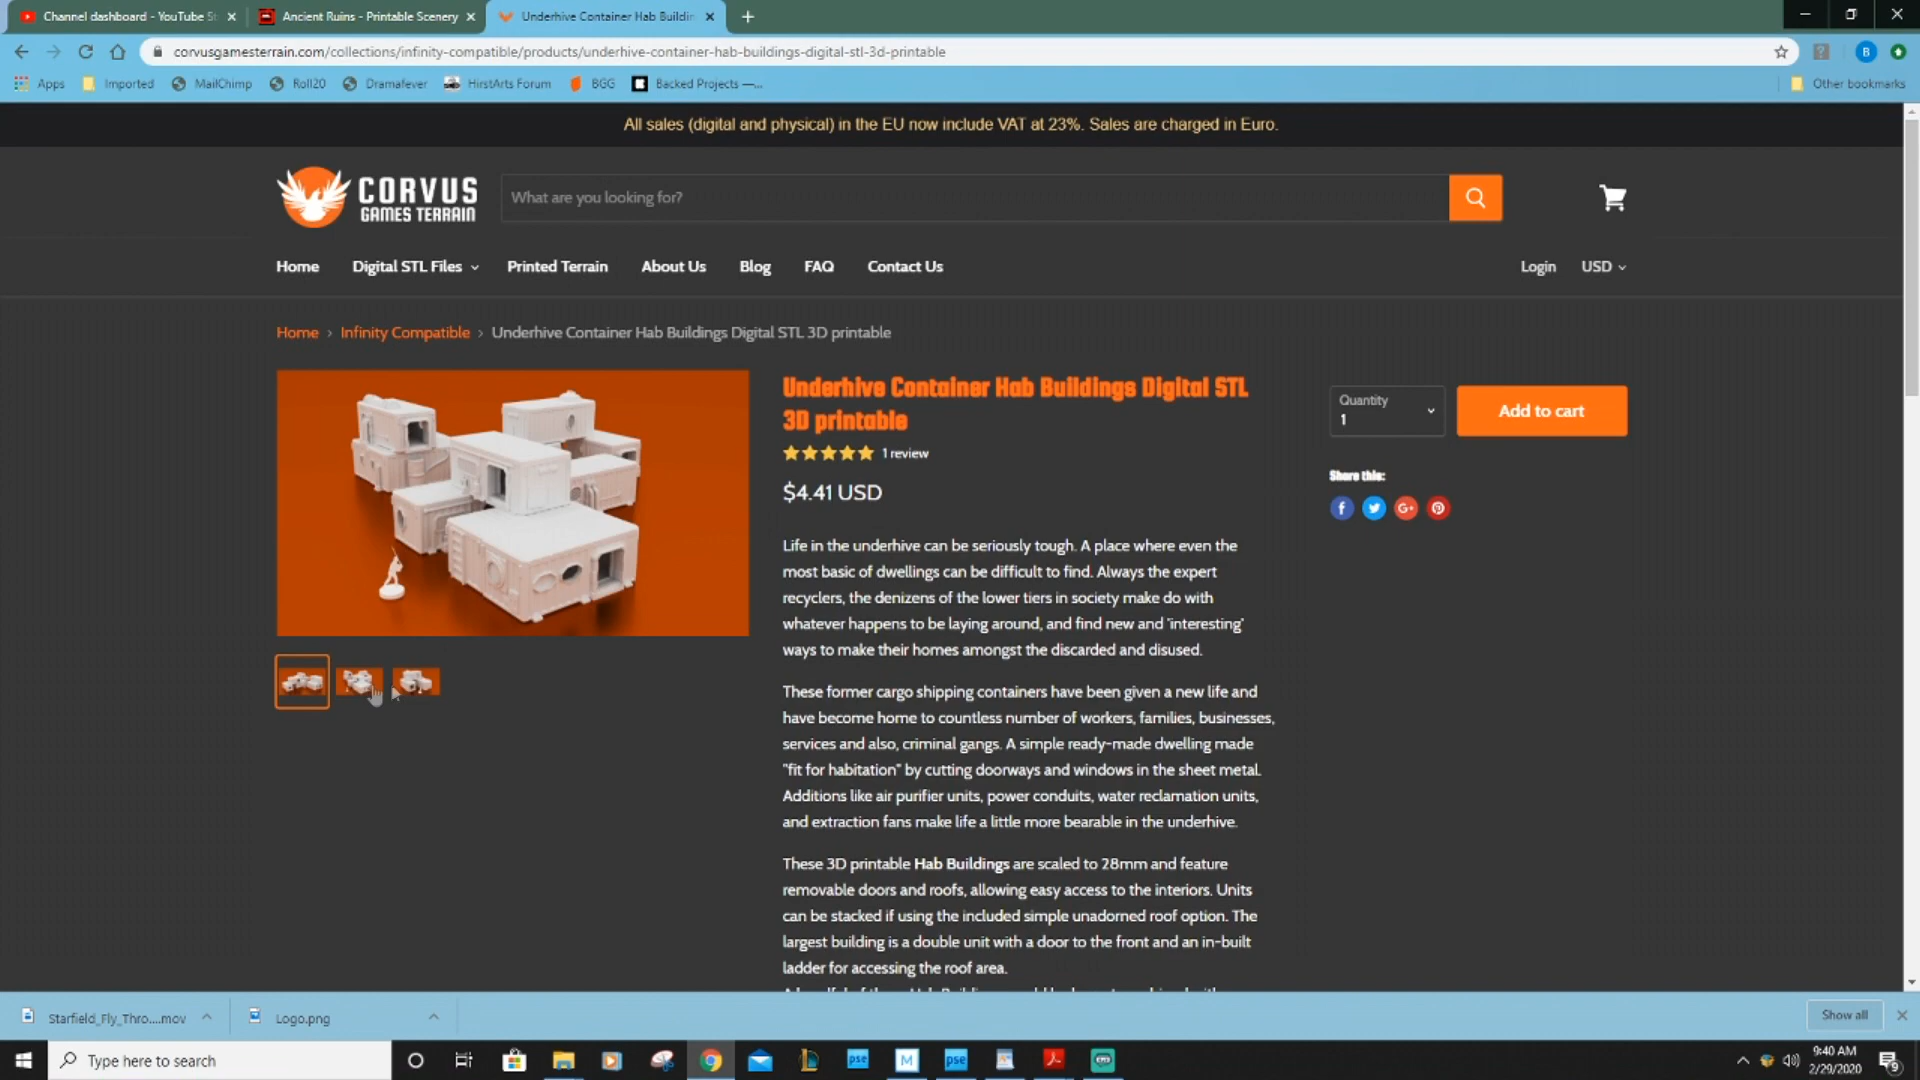 Channel dashboard - YouTube St
Ancient Ruins - Printable Scenery
Underhive Container Hab Buildin
corvusgamesterrain.com/collections/infinity-compatible/products/underhive-container-hab-buildings-digital-stl-3d-printable
B
Apps
Imported
MailChimp
Roll20
Dramafever
HirstArts Forum
BGG
Backed Projects —...
Other bookmarks
All sales (digital and physical) in the EU now include VAT at 23%. Sales are charged in Euro.
CORVUS
GAMES TERRAIN
What are you looking for?
Home
Digital STL Files
Printed Terrain
About Us
Blog
FAQ
Contact Us
Login
USD
Home › Infinity Compatible › Underhive Container Hab Buildings Digital STL 3D printable
Underhive Container Hab Buildings Digital STL
3D printable
1 review
$4.41 USD
Quantity
1
Add to cart
Share this:
Life in the underhive can be seriously tough. A place where even the
most basic of dwellings can be difficult to find. Always the expert
recyclers, the denizens of the lower tiers in society make do with
whatever happens to be laying around, and find new and 'interesting'
ways to make their homes amongst the discarded and disused.
These former cargo shipping containers have been given a new life and
have become home to countless number of workers, families, businesses,
services and also, criminal gangs. A simple ready-made dwelling made
"fit for habitation" by cutting doorways and windows in the sheet metal.
Additions like air purifier units, power conduits, water reclamation units,
and extraction fans make life a little more bearable in the underhive.
These 3D printable Hab Buildings are scaled to 28mm and feature
removable doors and roofs, allowing easy access to the interiors. Units
can be stacked if using the included simple unadorned roof option. The
largest building is a double unit with a door to the front and an in-built
ladder for accessing the roof area.
Starfield_Fly_Thro....mov
Logo.png
Show all
Type here to search
pse
M
pse
9:40 AM
2/29/2020
9